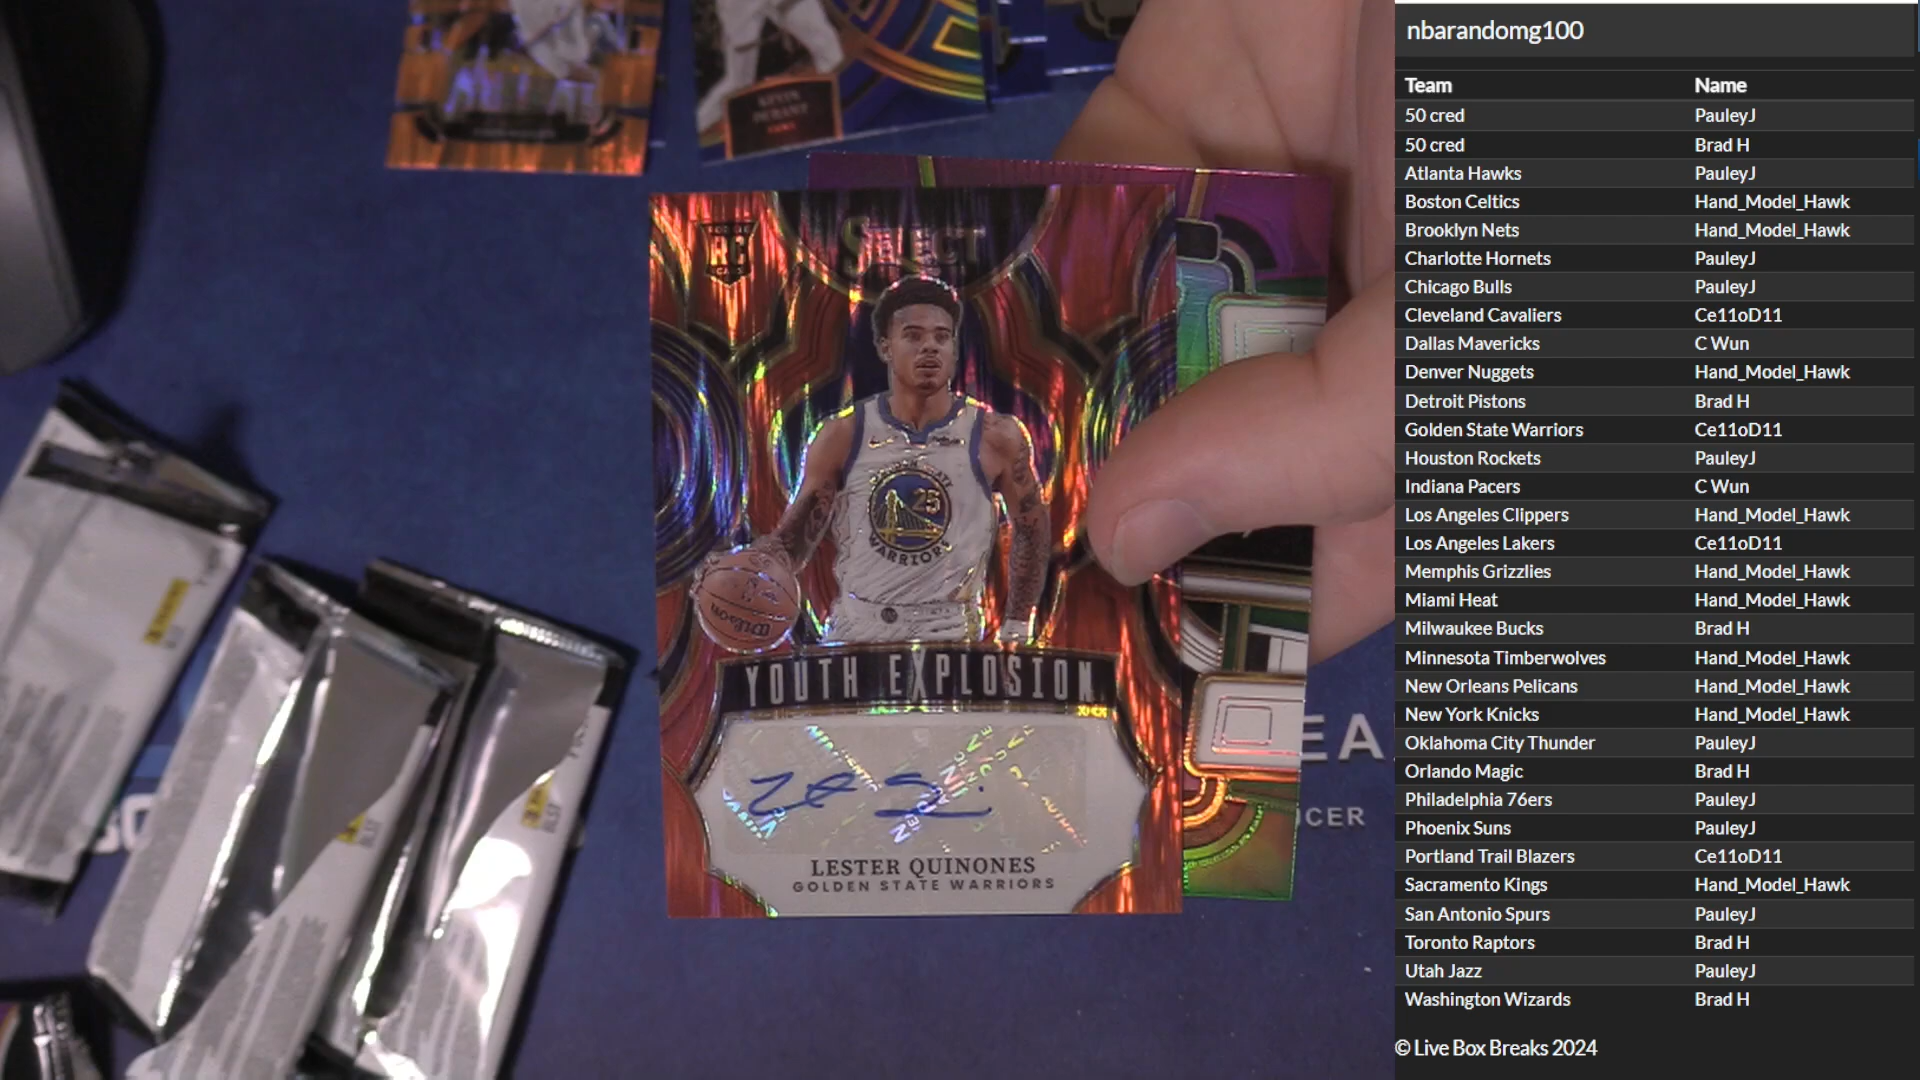 KEVIN
DURANT
RC
SELECT
25
WARRIORS
Wilson
YOUTH EXPLOSION
LESTER QUINONES
GOLDEN STATE WARRIORS
nbarandomg100
Team Name
50 cred PauleyJ
50 cred Brad H
Atlanta Hawks PauleyJ
Boston Celtics Hand_Model_Hawk
Brooklyn Nets Hand_Model_Hawk
Charlotte Hornets PauleyJ
Chicago Bulls PauleyJ
Cleveland Cavaliers Ce11oD11
Dallas Mavericks C Wun
Denver Nuggets Hand_Model_Hawk
Detroit Pistons Brad H
Golden State Warriors Ce11oD11
Houston Rockets PauleyJ
Indiana Pacers C Wun
Los Angeles Clippers Hand_Model_Hawk
Los Angeles Lakers Ce11oD11
Memphis Grizzlies Hand_Model_Hawk
Miami Heat Hand_Model_Hawk
Milwaukee Bucks Brad H
Minnesota Timberwolves Hand_Model_Hawk
New Orleans Pelicans Hand_Model_Hawk
New York Knicks Hand_Model_Hawk
Oklahoma City Thunder PauleyJ
Orlando Magic Brad H
Philadelphia 76ers PauleyJ
Phoenix Suns PauleyJ
Portland Trail Blazers Ce11oD11
Sacramento Kings Hand_Model_Hawk
San Antonio Spurs PauleyJ
Toronto Raptors Brad H
Utah Jazz PauleyJ
Washington Wizards Brad H
© Live Box Breaks 2024